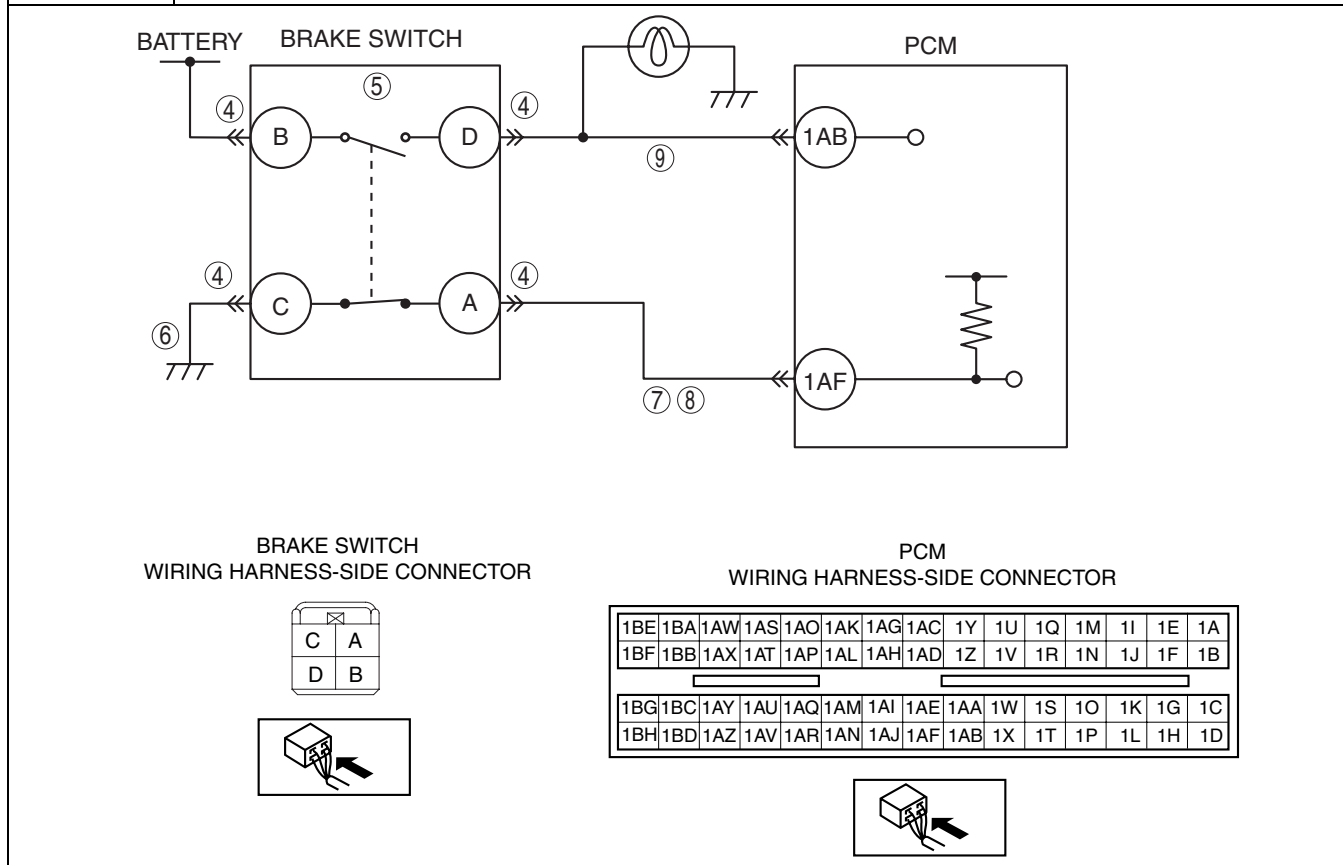 BATTERY BRAKE SWITCH PCM
⑤
④ ④
B D 1AB
⑨
④ ④
C A
⑥
1AF
⑦ ⑧
BRAKE SWITCH
WIRING HARNESS-SIDE CONNECTOR
C A
D B
PCM
WIRING HARNESS-SIDE CONNECTOR
1BE 1BA 1AW 1AS 1AO 1AK 1AG 1AC 1Y 1U 1Q 1M 1I 1E 1A
1BF 1BB 1AX 1AT 1AP 1AL 1AH 1AD 1Z 1V 1R 1N 1J 1F 1B
1BG 1BC 1AY 1AU 1AQ 1AM 1AI 1AE 1AA 1W 1S 1O 1K 1G 1C
1BH 1BD 1AZ 1AV 1AR 1AN 1AJ 1AF 1AB 1X 1T 1P 1L 1H 1D